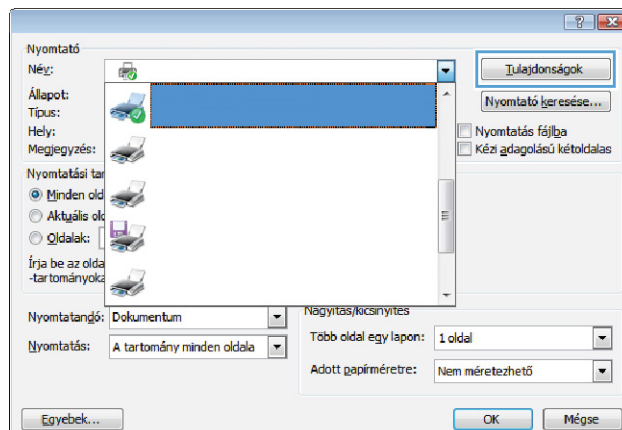 Nyomtató
Név:
Tulajdonságok
Állapot:
Nyomtató keresése...
Típus:
Hely:
Nyomtatás fájlba
Megjegyzés:
Kézi adagolású kétoldalas
Nyomtatási tar
Minden old
Aktuális olc
Oldalak:
Írja be az olda
-tartományoka
Nyomtatandó: Dokumentum
Nagyítás/kicsinyítés
Nyomtatás: A tartomány minden oldala
Több oldal egy lapon: 1 oldal
Adott papírméretre: Nem méretezhető
Egyebek...
OK
Mégse